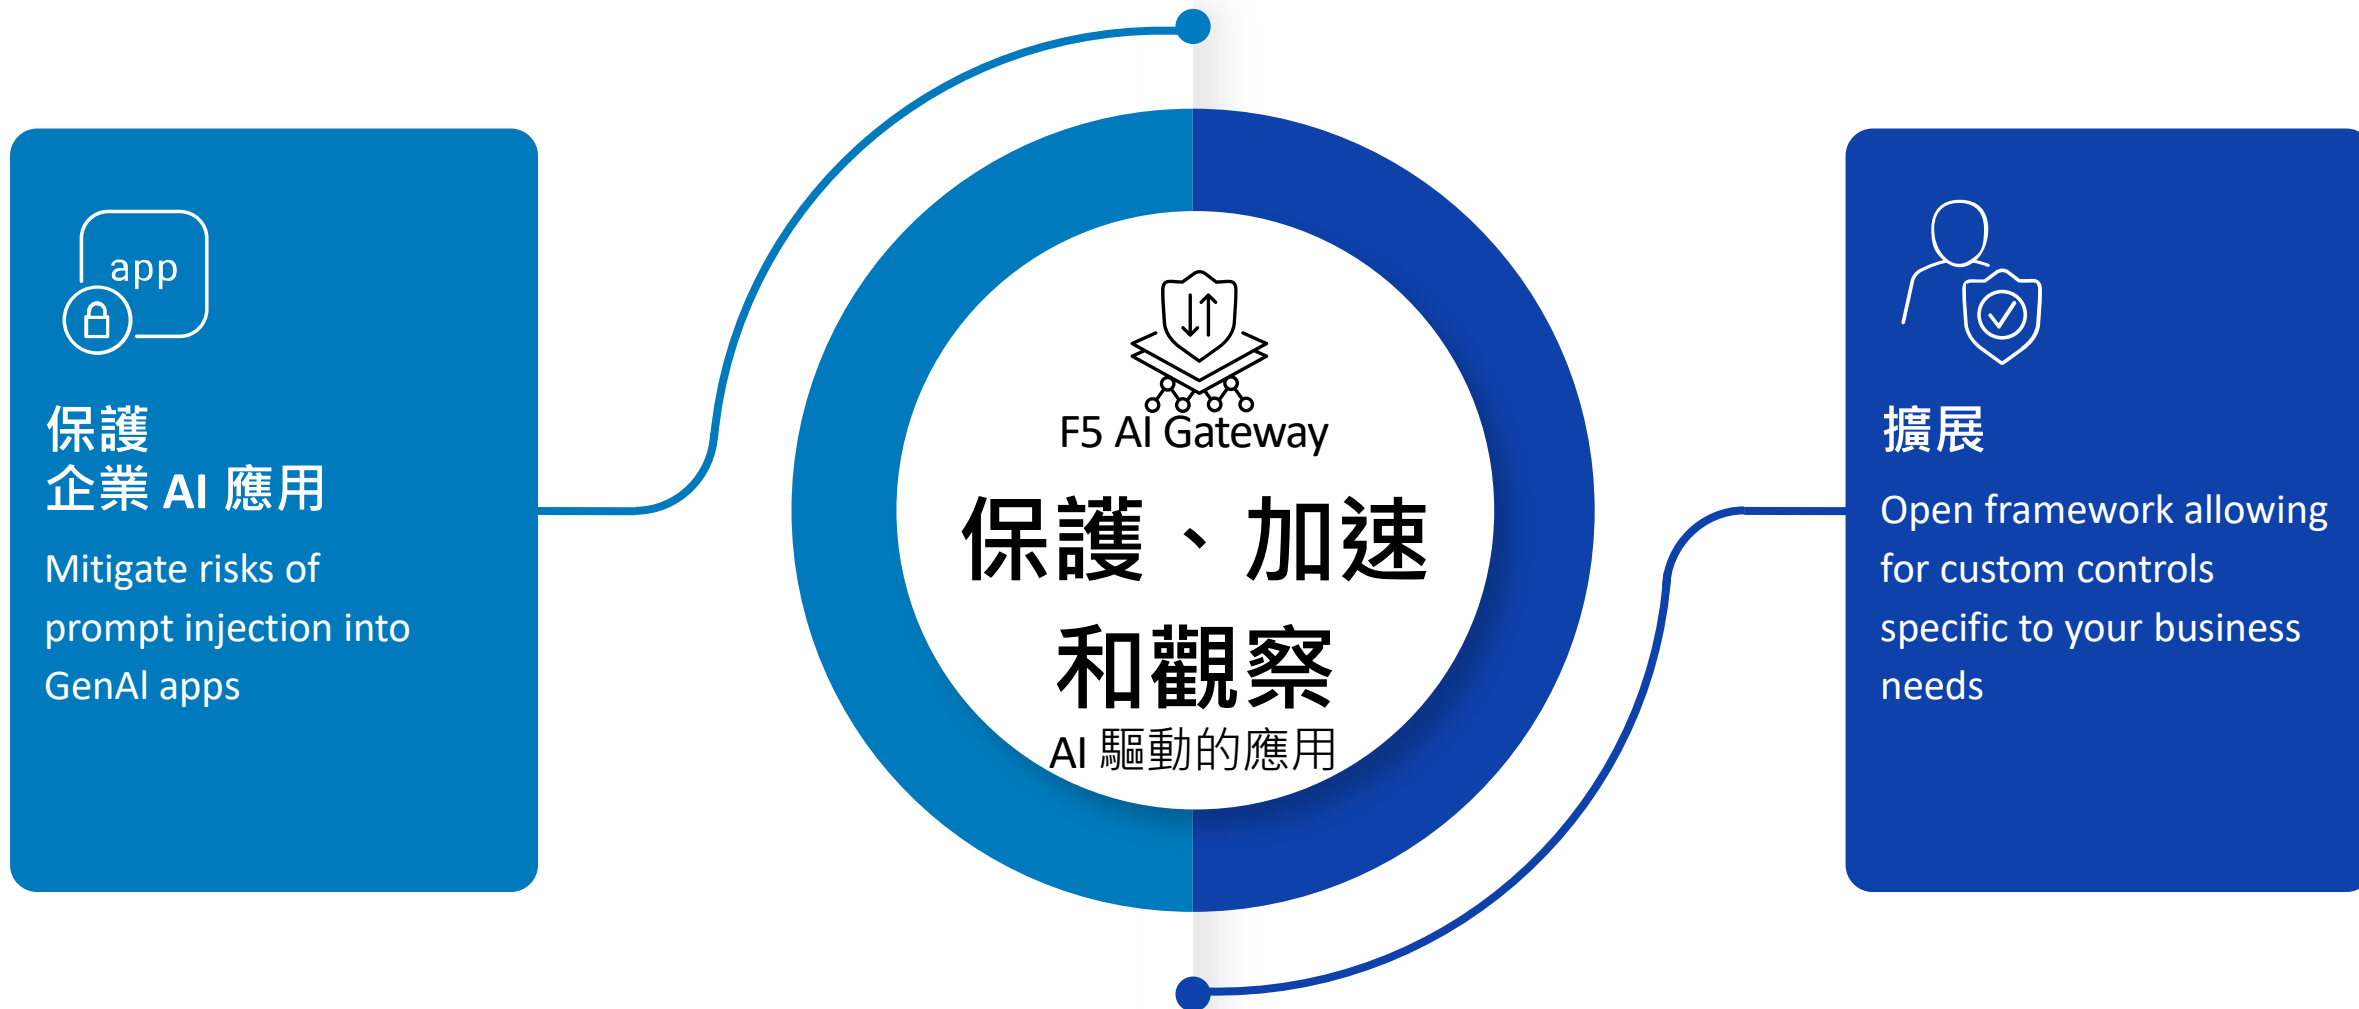 app
保護
企業 AI 應用
Mitigate risks of
prompt injection into
GenAI apps
F5 AI Gateway
保護、加速
和觀察
AI 驅動的應用
擴展
Open framework allowing
for custom controls
specific to your business
needs